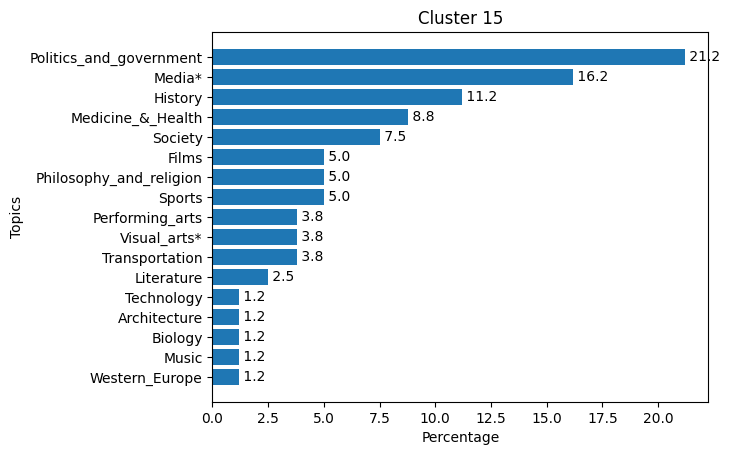 Cluster 15
Politics_and_government 21.2
Media* 16.2
History 11.2
Medicine_&_Health 8.8
Society 7.5
Films 5.0
Philosophy_and_religion 5.0
Sports 5.0
Performing_arts 3.8
Visual_arts* 3.8
Transportation 3.8
Literature 2.5
Technology 1.2
Architecture 1.2
Biology 1.2
Music 1.2
Western_Europe 1.2
Topics
0.0 2.5 5.0 7.5 10.0 12.5 15.0 17.5 20.0
Percentage